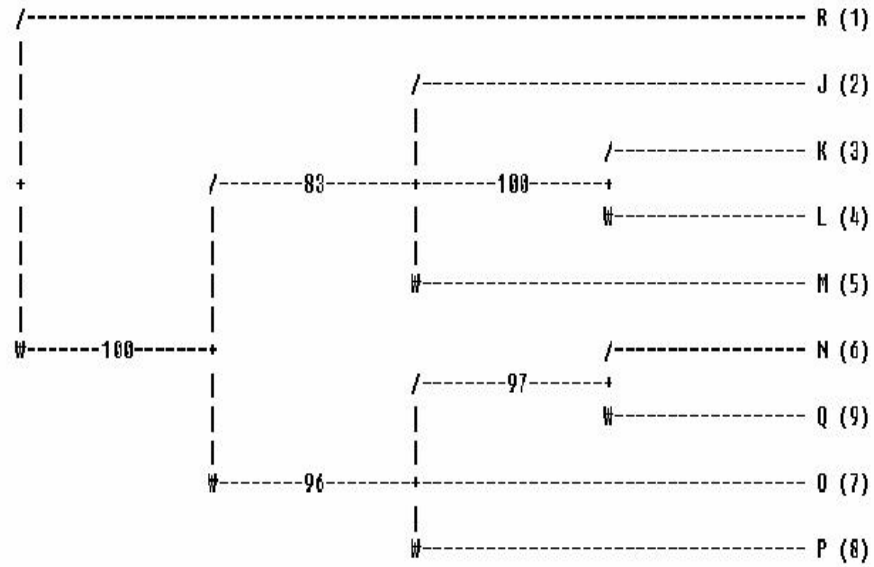 /------------------------------------------------ R (1)
|
| /------------------------ J (2)
| |
| | /------------ K (3)
+ /-------83-------+------100------+
| | | ₩------------ L (4)
| | |
| | ₩------------------------ M (5)
| |
₩------100------+ /------------ N (6)
| /-------97------+
| | ₩------------ Q (9)
| |
₩-------96-------+------------------------ O (7)
|
₩------------------------ P (8)